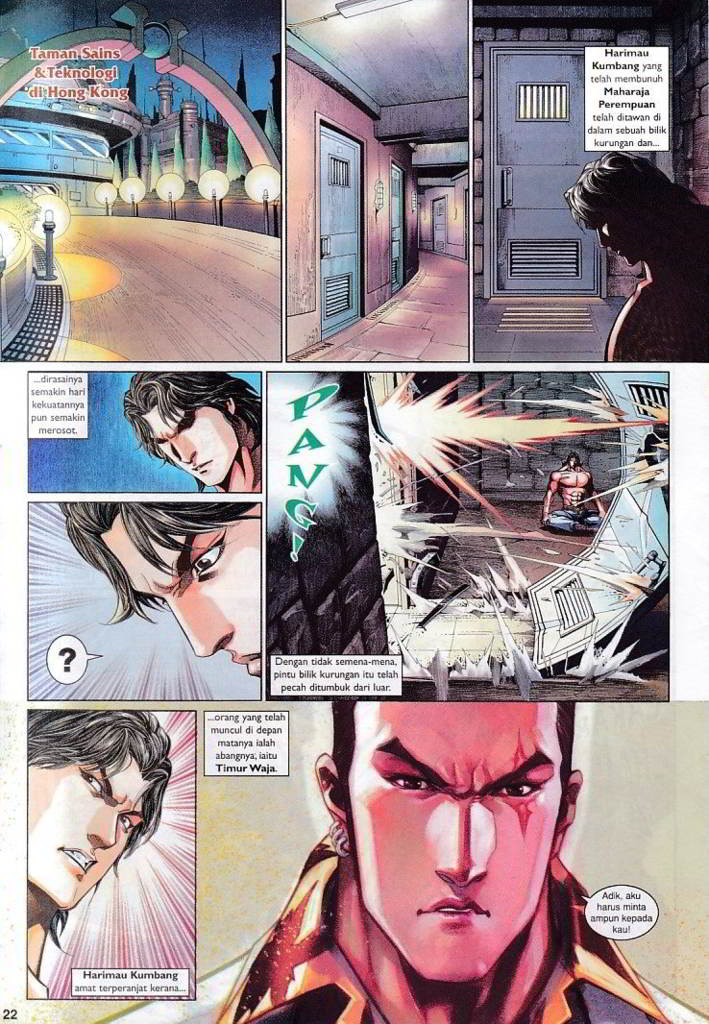 Taman Sains
&Teknologi
di Hong Kong
Harimau
Kumbang yang
telah membunuh
Maharaja
Perempuan
telah ditawan di
dalam sebuah bilik
kurungan dan...
...dirasainya
semakin hari
kekuatannya
pun semakin
merosot.
PANG!
?
Dengan tidak semena-mena,
pintu bilik kurungan itu telah
pecah ditumbuk dari luar.
Harimau Kumbang
amat terperanjat kerana...
...orang yang telah
muncul di depan
matanya ialah
abangnya, iaitu
Timur Waja.
Adik, aku
harus minta
ampun kepada
kau!
22